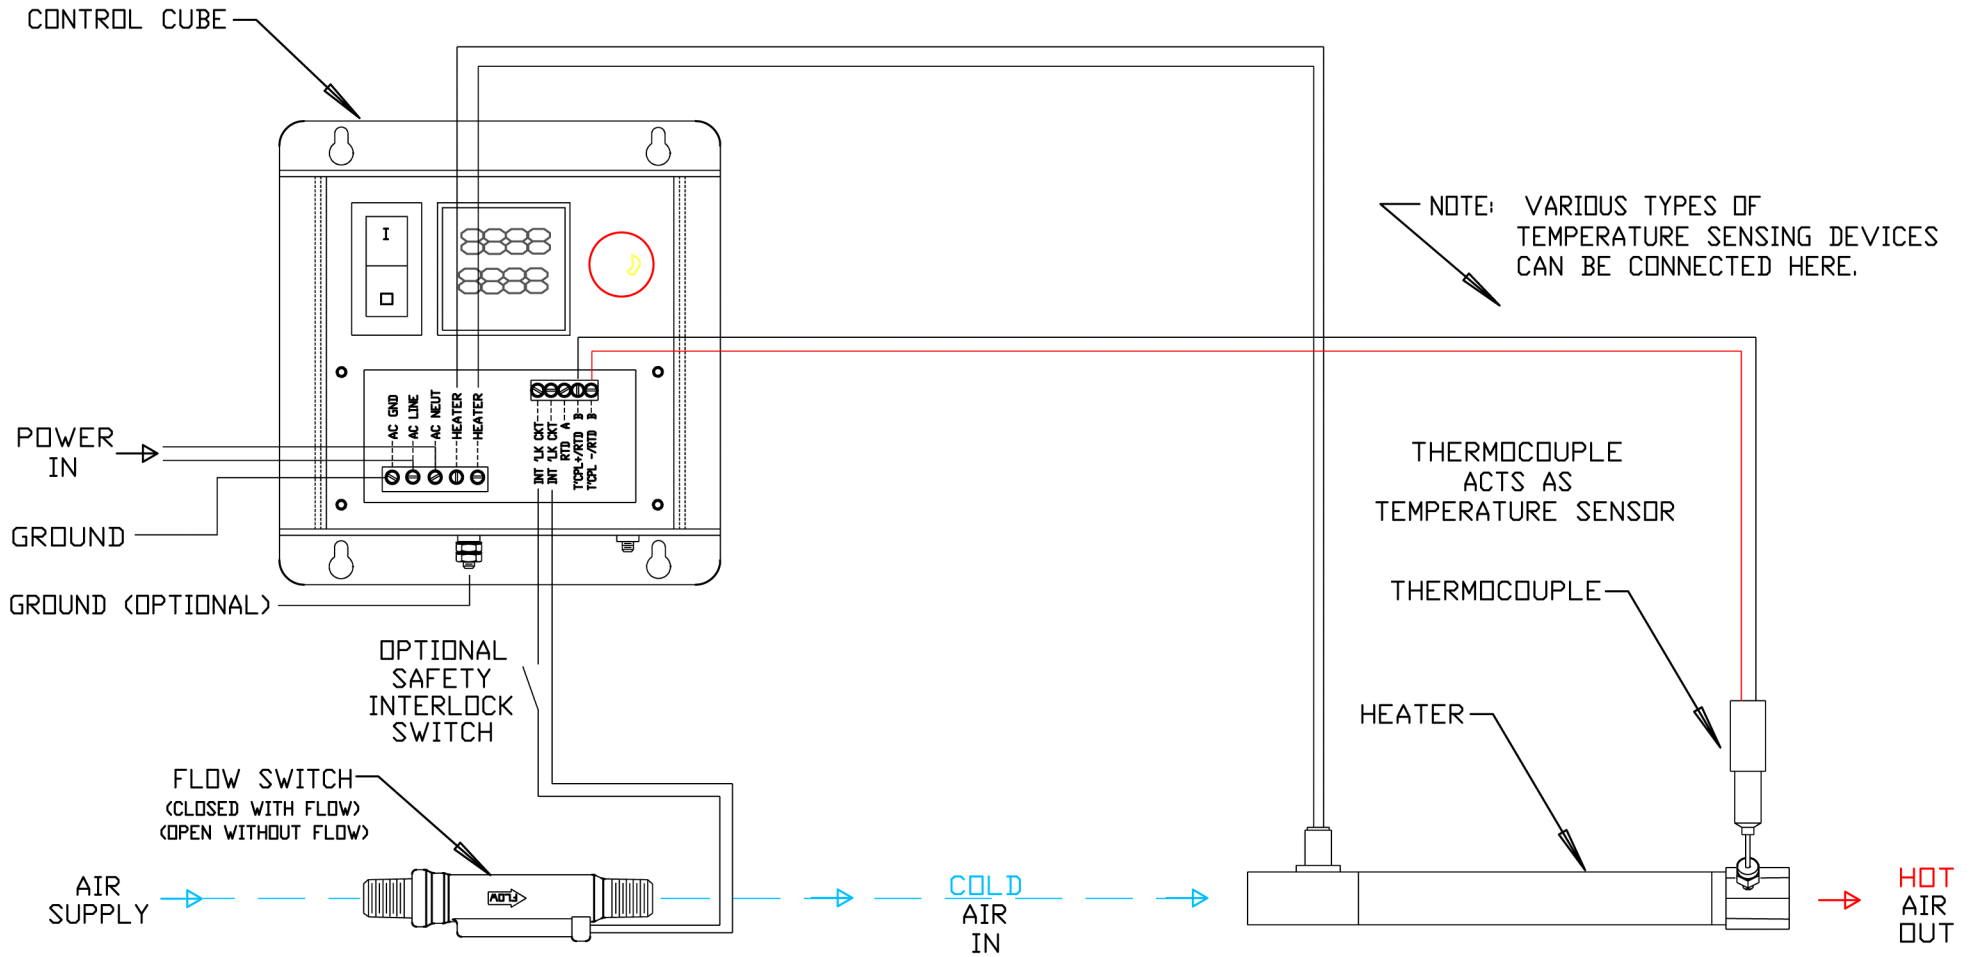 CONTROL CUBE
NOTE: VARIOUS TYPES OF
TEMPERATURE SENSING DEVICES
CAN BE CONNECTED HERE.
I
AC GND
AC LINE
AC NEUT
HEATER
HEATER
INT 'LK CKT
INT 'LK CKT
RTD A
T'CPL+/RTD B
T'CPL -/RTD B
POWER
IN
GROUND
GROUND (OPTIONAL)
THERMOCOUPLE
ACTS AS
TEMPERATURE SENSOR
THERMOCOUPLE
OPTIONAL
SAFETY
INTERLOCK
SWITCH
HEATER
FLOW SWITCH
(CLOSED WITH FLOW)
(OPEN WITHOUT FLOW)
AIR
SUPPLY
FLOW
COLD
AIR
IN
HOT
AIR
OUT